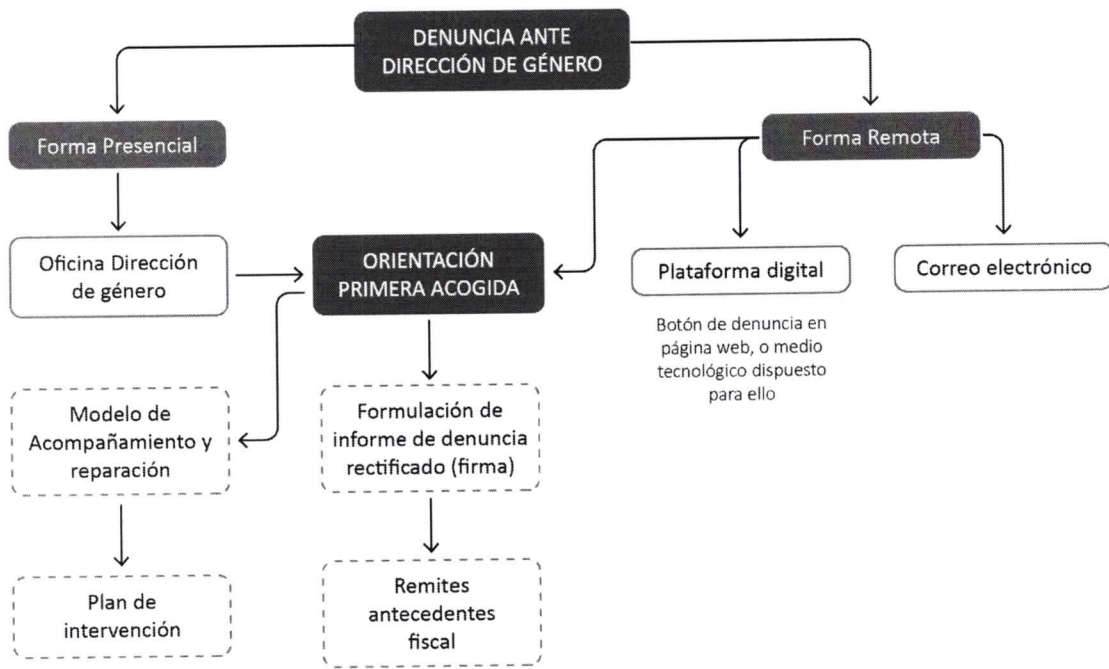 DENUNCIA ANTE
DIRECCIÓN DE GÉNERO
Forma Presencial
Forma Remota
Oficina Dirección
de género
ORIENTACIÓN
PRIMERA ACOGIDA
Plataforma digital
Correo electrónico
Botón de denuncia en
página web, o medio
tecnológico dispuesto
para ello
Modelo de
Acompañamiento y
reparación
Formulación de
informe de denuncia
rectificado (firma)
Plan de
intervención
Remites
antecedentes
fiscal